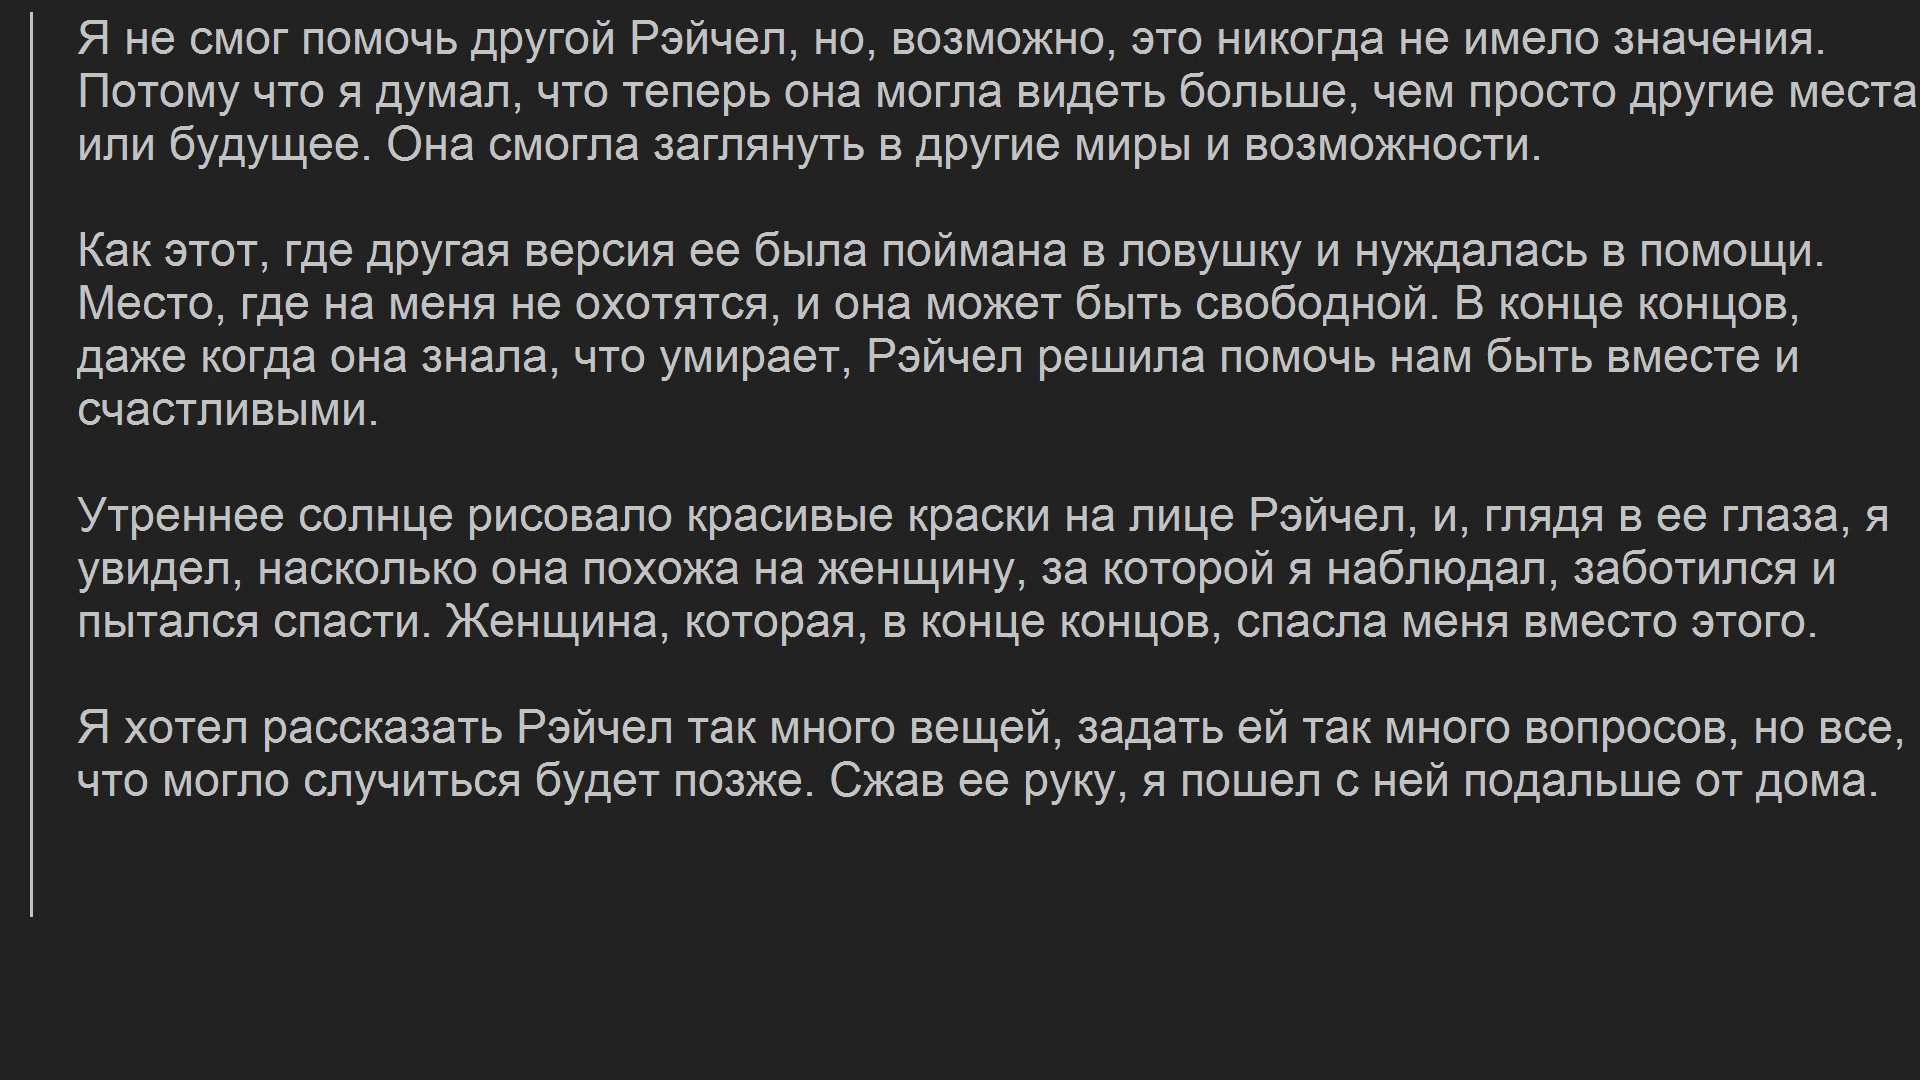 Я не смог помочь другой Рэйчел, но, возможно, это никогда не имело значения.
Потому что я думал, что теперь она могла видеть больше, чем просто другие места
или будущее. Она смогла заглянуть в другие миры и возможности.
Как этот, где другая версия ее была поймана в ловушку и нуждалась в помощи.
Место, где на меня не охотятся, и она может быть свободной. В конце концов,
даже когда она знала, что умирает, Рэйчел решила помочь нам быть вместе и
счастливыми.
Утреннее солнце рисовало красивые краски на лице Рэйчел, и, глядя в ее глаза, я
увидел, насколько она похожа на женщину, за которой я наблюдал, заботился и
пытался спасти. Женщина, которая, в конце концов, спасла меня вместо этого.
Я хотел рассказать Рэйчел так много вещей, задать ей так много вопросов, но все,
что могло случиться будет позже. Сжав ее руку, я пошел с ней подальше от дома.